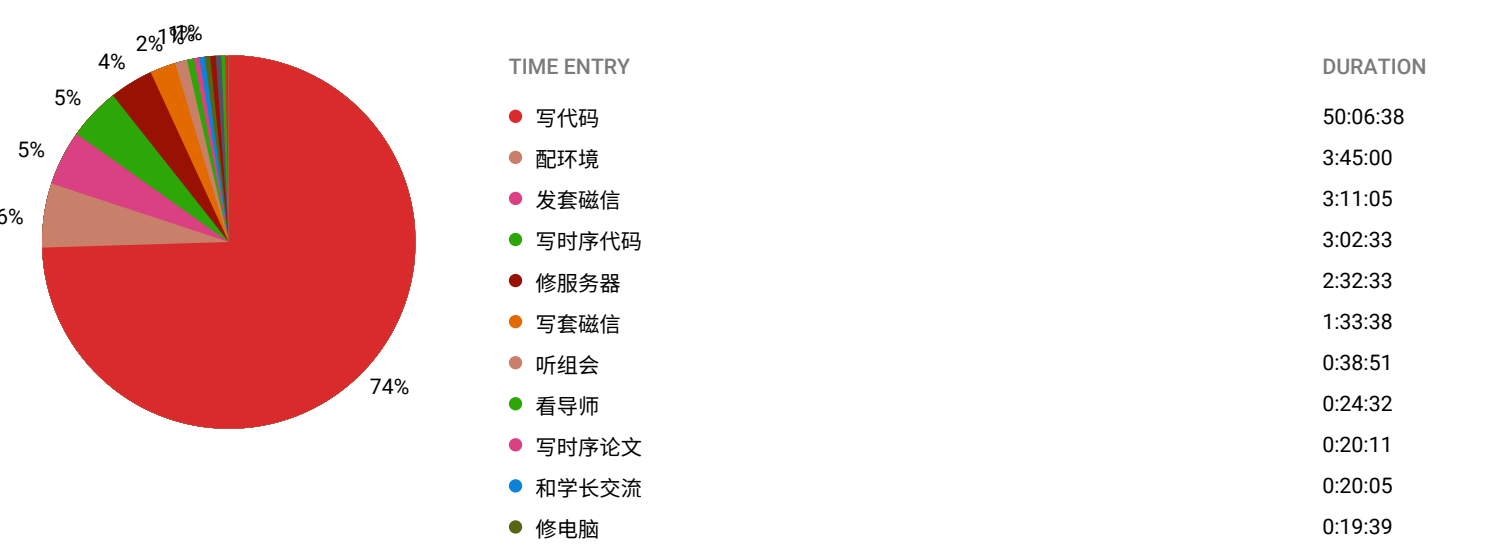 1%
1%
2%
4%
5%
5%
6%
74%
TIME ENTRY DURATION
写代码 50:06:38
配环境 3:45:00
发套磁信 3:11:05
写时序代码 3:02:33
修服务器 2:32:33
写套磁信 1:33:38
听组会 0:38:51
看导师 0:24:32
写时序论文 0:20:11
和学长交流 0:20:05
修电脑 0:19:39